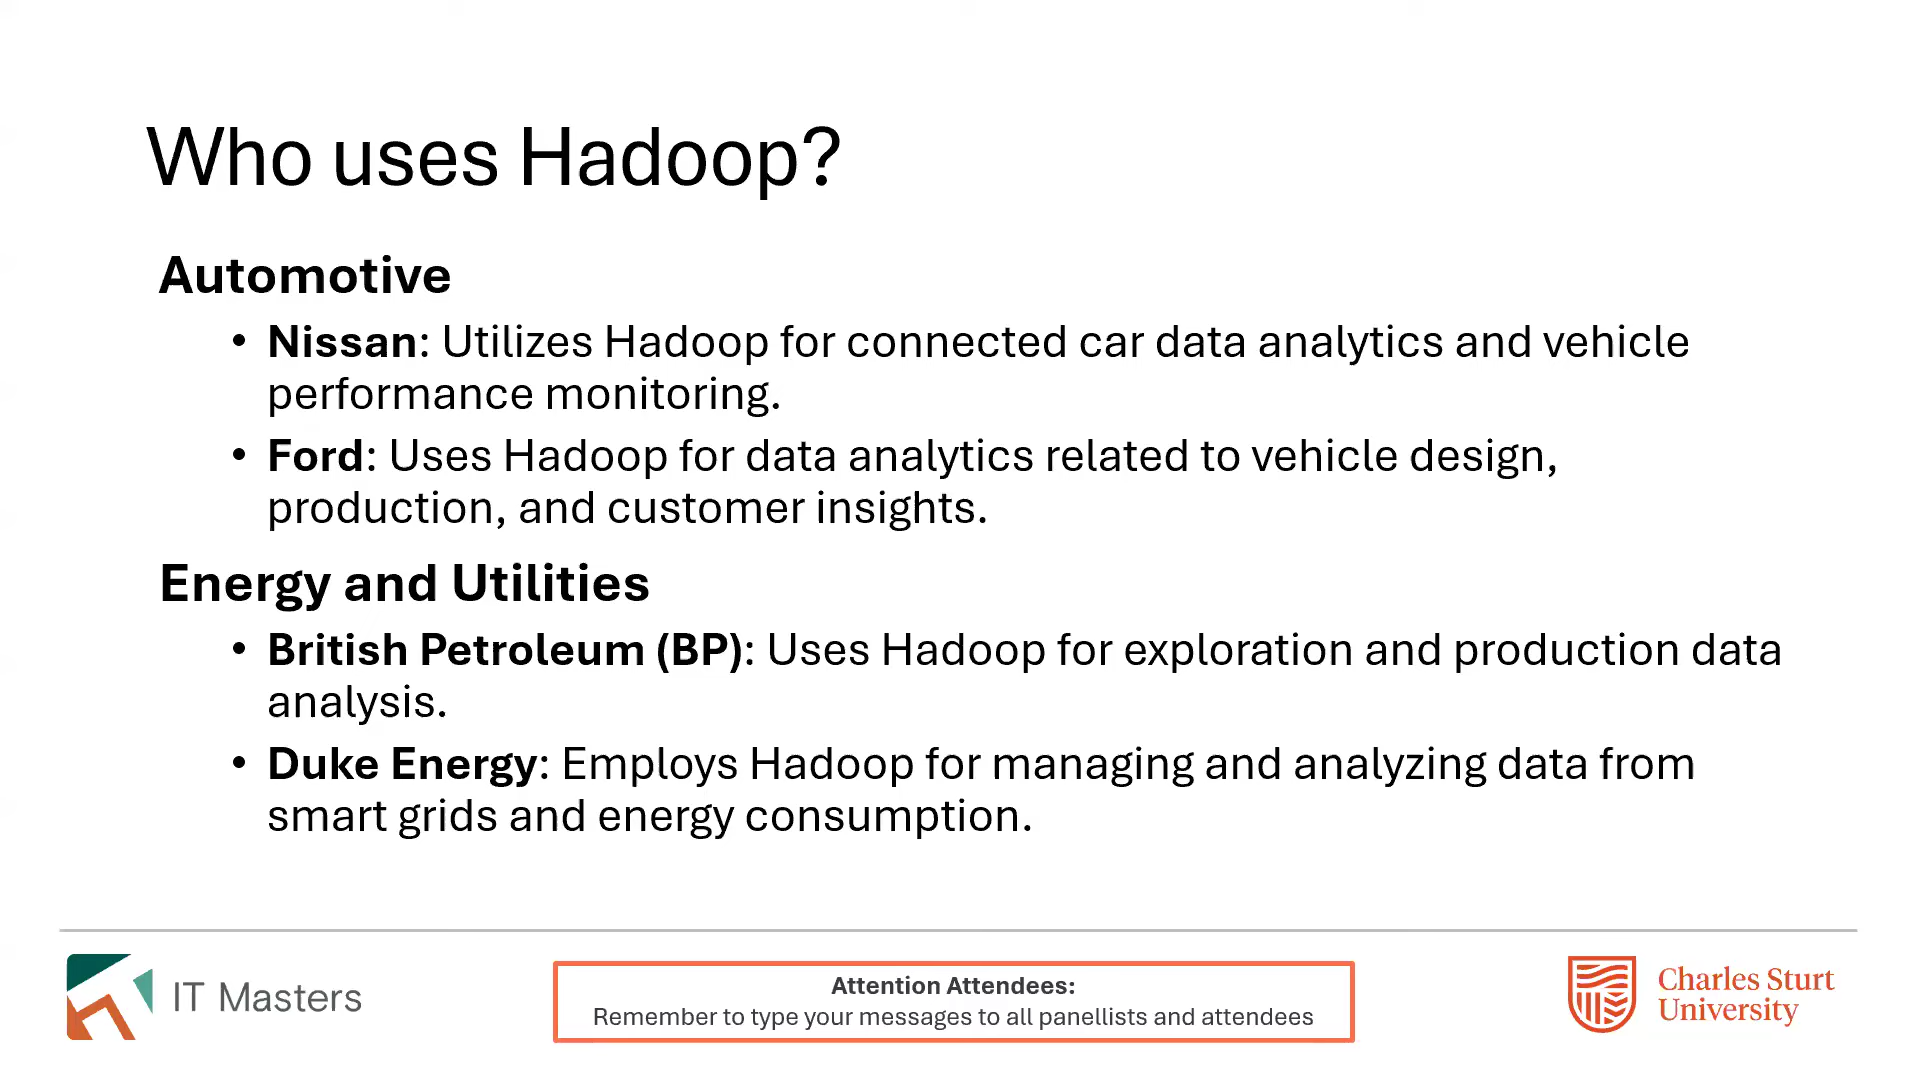 Who uses Hadoop?
Automotive
• Nissan: Utilizes Hadoop for connected car data analytics and vehicle
performance monitoring.
• Ford: Uses Hadoop for data analytics related to vehicle design,
production, and customer insights.
Energy and Utilities
• British Petroleum (BP): Uses Hadoop for exploration and production data
analysis.
• Duke Energy: Employs Hadoop for managing and analyzing data from
smart grids and energy consumption.
IT Masters
Attention Attendees:
Remember to type your messages to all panellists and attendees
Charles Sturt
University